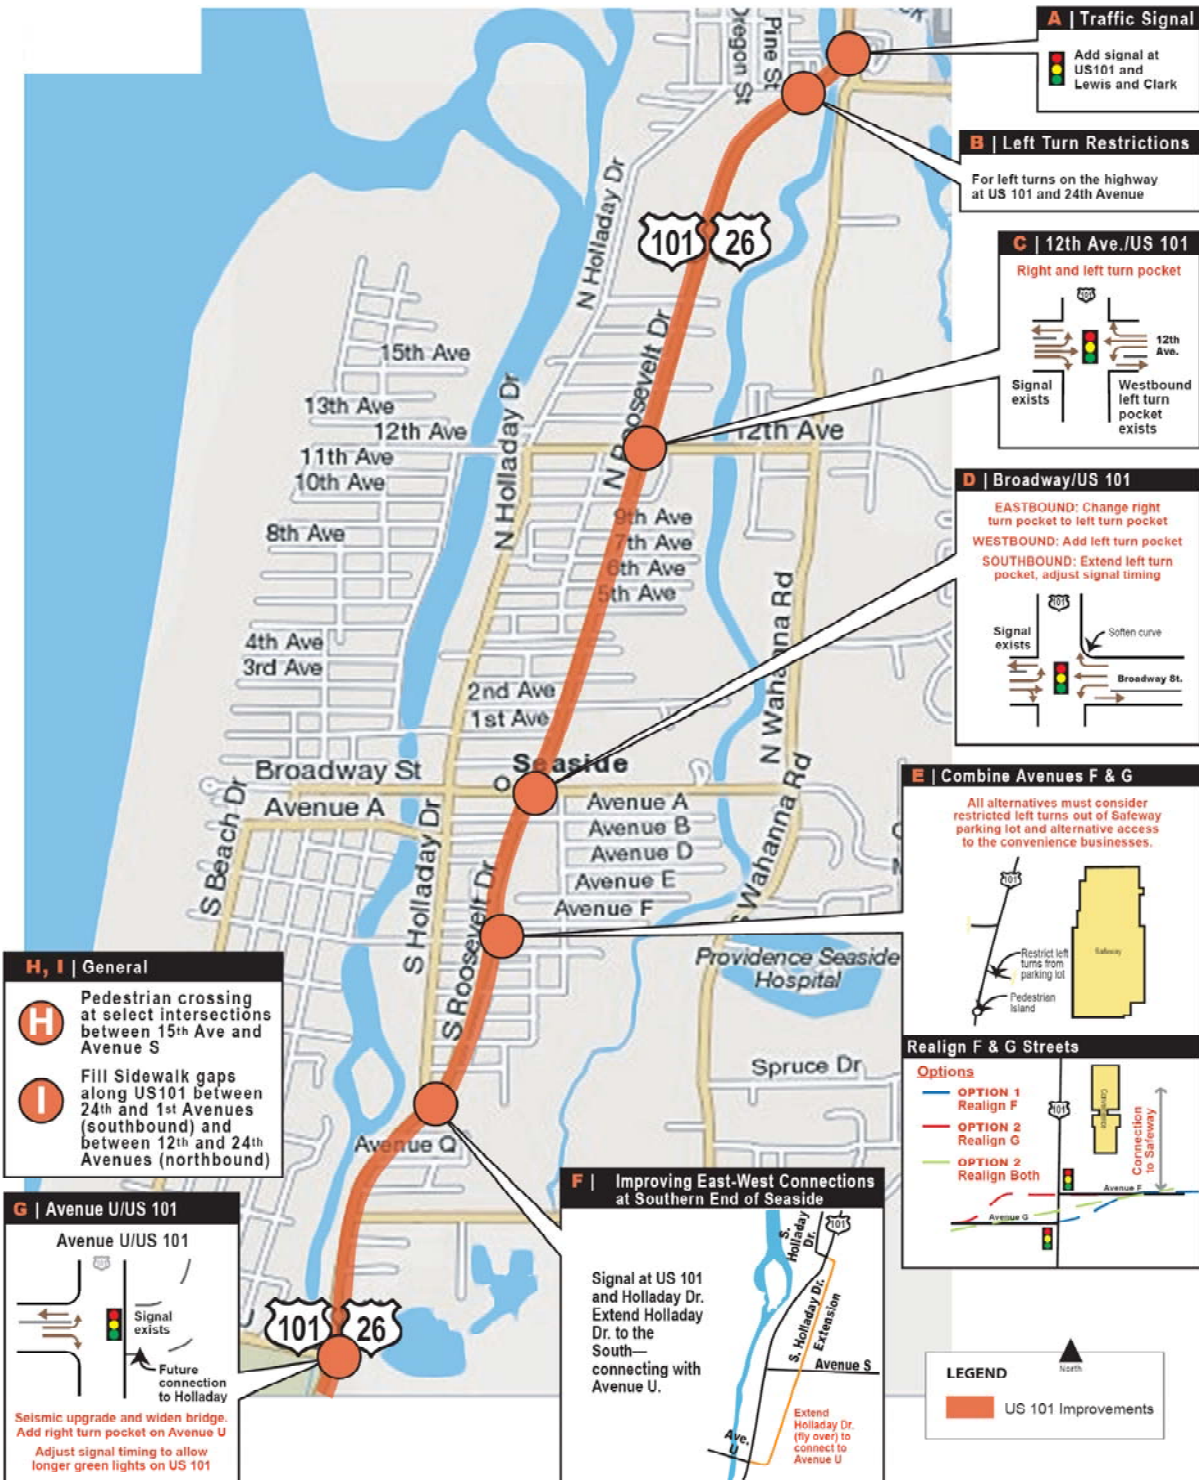 A | Traffic Signal
Add signal at
US101 and
Lewis and Clark
B | Left Turn Restrictions
For left turns on the highway
at US 101 and 24th Avenue
C | 12th Ave./US 101
Right and left turn pocket
101
12th
Ave.
Signal
exists
Westbound
left turn
pocket
exists
D | Broadway/US 101
EASTBOUND: Change right
turn pocket to left turn pocket
WESTBOUND: Add left turn pocket
SOUTHBOUND: Extend left turn
pocket, adjust signal timing
101
Signal
exists
Soften curve
Broadway St.
E | Combine Avenues F & G
All alternatives must consider
restricted left turns out of Safeway
parking lot and alternative access
to the convenience businesses.
101
Safeway
Restrict left
turns from
parking lot
Pedestrian
Island
Realign F & G Streets
Options
OPTION 1
Realign F
OPTION 2
Realign G
OPTION 2
Realign Both
101
Convenience
Connection
to Safeway
Avenue F
Avenue G
F | Improving East-West Connections
at Southern End of Seaside
Signal at US 101
and Holladay Dr.
Extend Holladay
Dr. to the
South—
connecting with
Avenue U.
S.
Holladay
Dr.
101
S. Holladay Dr.
Extension
Avenue S
Ave.
U
Extend
Holladay Dr.
(fly over) to
connect to
Avenue U
G | Avenue U/US 101
Avenue U/US 101
101
Signal
exists
Future
connection
to Holladay
Seismic upgrade and widen bridge.
Add right turn pocket on Avenue U
Adjust signal timing to allow
longer green lights on US 101
H, I | General
H
Pedestrian crossing
at select intersections
between 15th Ave and
Avenue S
I
Fill Sidewalk gaps
along US101 between
24th and 1st Avenues
(southbound) and
between 12th and 24th
Avenues (northbound)
Oregon St
Pine St
N Holladay Dr
101 26
N Roosevelt Dr
15th Ave
13th Ave
12th Ave
11th Ave
10th Ave
8th Ave
N Holladay Dr
12th Ave
9th Ave
7th Ave
6th Ave
5th Ave
4th Ave
3rd Ave
2nd Ave
1st Ave
N Wahana Rd
Seaside
Broadway St
Avenue A
S Beach Dr
S Holladay Dr
Avenue A
Avenue B
Avenue D
Avenue E
Avenue F
S Wahanna Rd
S Roosevelt Dr
Providence Seaside
Hospital
Spruce Dr
Avenue Q
101 26
North
LEGEND
US 101 Improvements